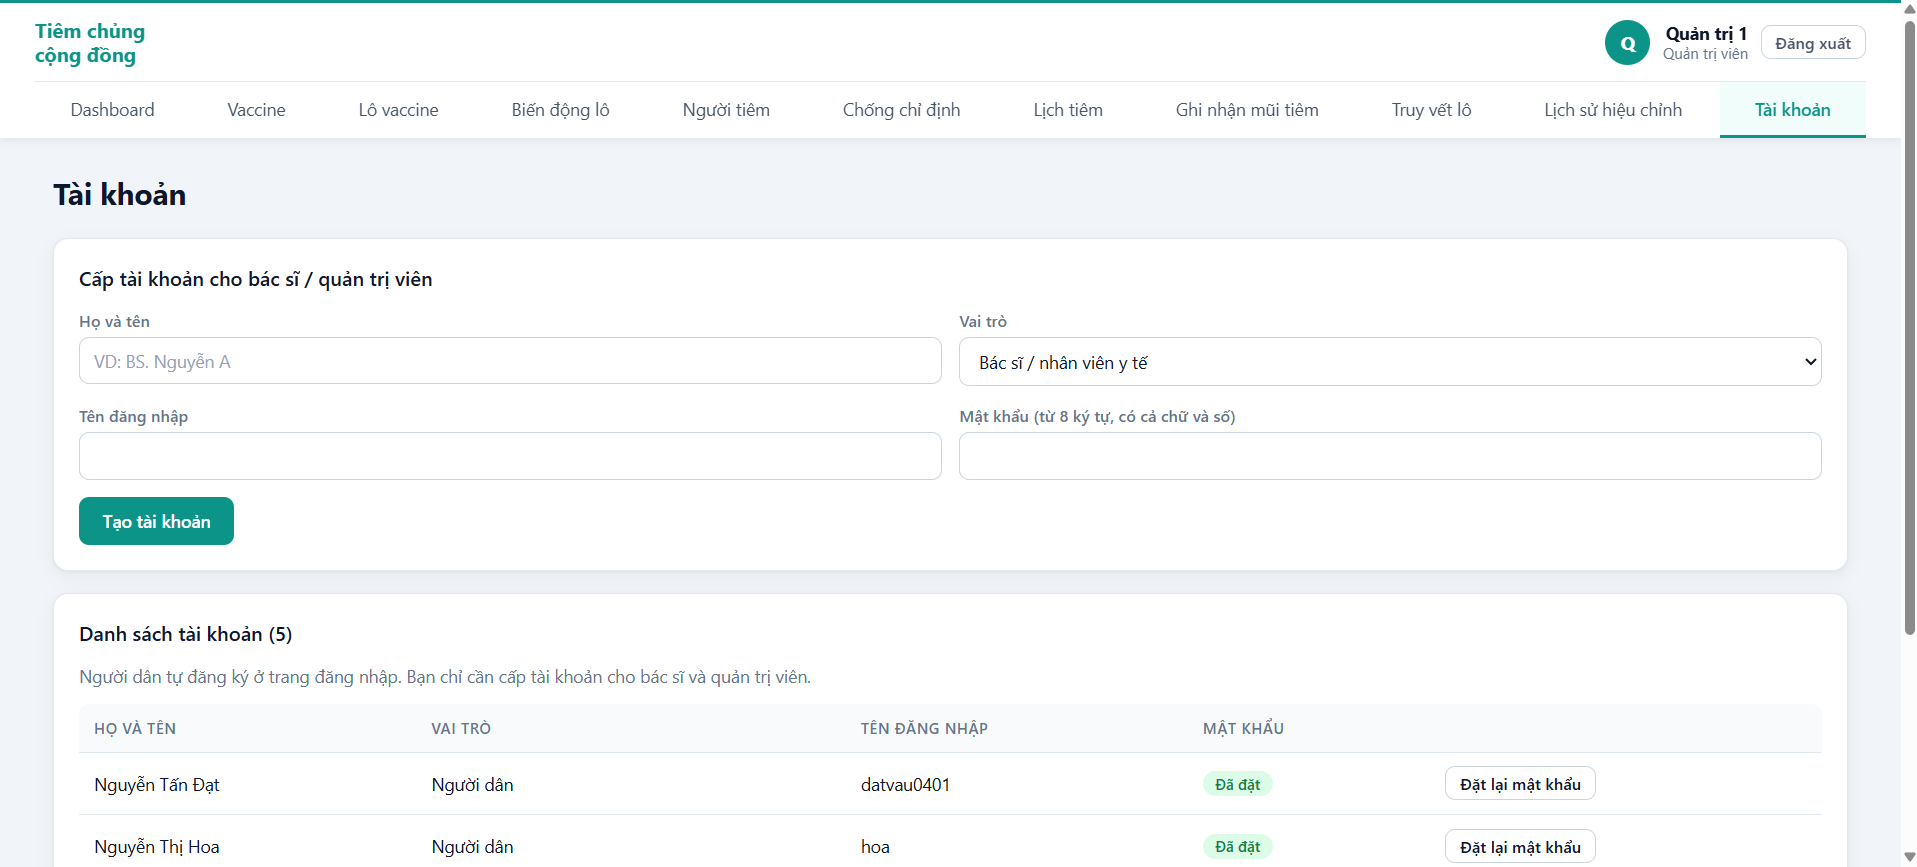 Tiêm chủng
cộng đồng
Q
Quản trị 1
Quản trị viên
Đăng xuất
Dashboard
Vaccine
Lô vaccine
Biến động lô
Người tiêm
Chống chỉ định
Lịch tiêm
Ghi nhận mũi tiêm
Truy vết lô
Lịch sử hiệu chỉnh
Tài khoản
Tài khoản
Cấp tài khoản cho bác sĩ / quản trị viên
Họ và tên
Vai trò
VD: BS. Nguyễn A
Bác sĩ / nhân viên y tế
Tên đăng nhập
Mật khẩu (từ 8 ký tự, có cả chữ và số)
Tạo tài khoản
Danh sách tài khoản (5)
Người dân tự đăng ký ở trang đăng nhập. Bạn chỉ cần cấp tài khoản cho bác sĩ và quản trị viên.
HỌ VÀ TÊN VAI TRÒ TÊN ĐĂNG NHẬP MẬT KHẨU
Nguyễn Tấn Đạt Người dân datvau0401 Đã đặt Đặt lại mật khẩu
Nguyễn Thị Hoa Người dân hoa Đã đặt Đặt lại mật khẩu